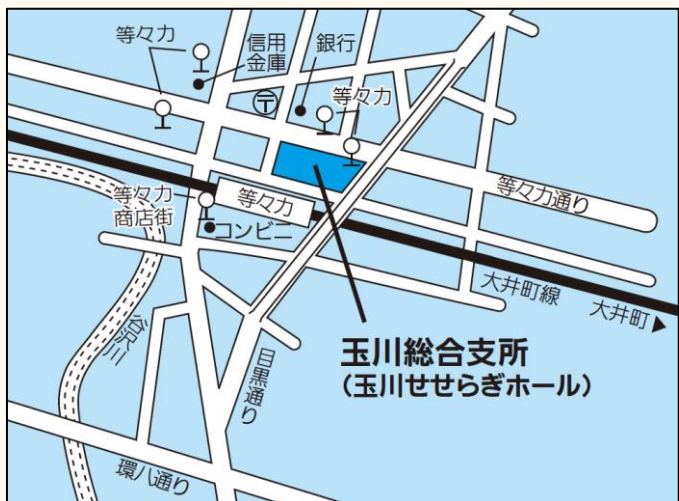 等々力
信用
金庫
銀行
〒
等々力
等々力
商店街
等々力
コンビニ
等々力通り
大井町線
大井町
谷沢川
玉川総合支所
（玉川せせらぎホール）
目黒通り
環八通り